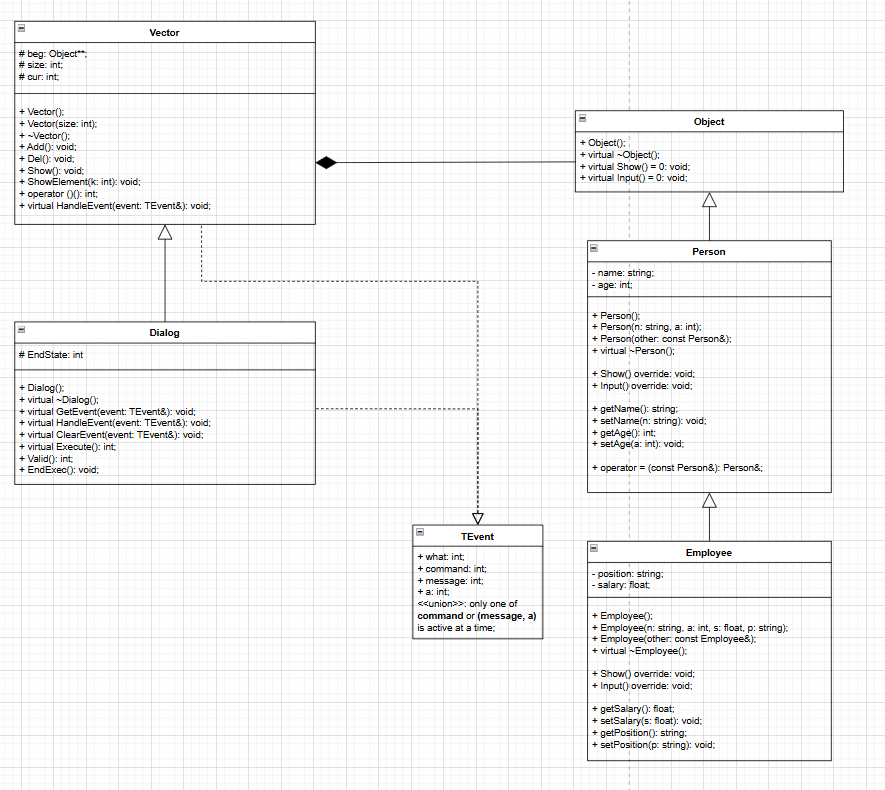 Vector
# beg: Object**;
# size: int;
# cur: int;
+ Vector();
+ Vector(size: int);
+ ~Vector();
+ Add(): void;
+ Del(): void;
+ Show(): void;
+ ShowElement(k: int): void;
+ operator ()(): int;
+ virtual HandleEvent(event: TEvent&): void;
Object
+ Object();
+ virtual ~Object();
+ virtual Show() = 0: void;
+ virtual Input() = 0: void;
Person
- name: string;
- age: int;
+ Person();
+ Person(n: string, a: int);
+ Person(other: const Person&);
+ virtual ~Person();
+ Show() override: void;
+ Input() override: void;
+ getName(): string;
+ setName(n: string): void;
+ getAge(): int;
+ setAge(a: int): void;
+ operator = (const Person&): Person&;
Dialog
# EndState: int
+ Dialog();
+ virtual ~Dialog();
+ virtual GetEvent(event: TEvent&): void;
+ virtual HandleEvent(event: TEvent&): void;
+ virtual ClearEvent(event: TEvent&): void;
+ virtual Execute(): int;
+ Valid(): int;
+ EndExec(): void;
TEvent
+ what: int;
+ command: int;
+ message: int;
+ a: int;
<<union>>: only one of
command or (message, a)
is active at a time;
Employee
- position: string;
- salary: float;
+ Employee();
+ Employee(n: string, a: int, s: float, p: string);
+ Employee(other: const Employee&);
+ virtual ~Employee();
+ Show() override: void;
+ Input() override: void;
+ getSalary(): float;
+ setSalary(s: float): void;
+ getPosition(): string;
+ setPosition(p: string): void;